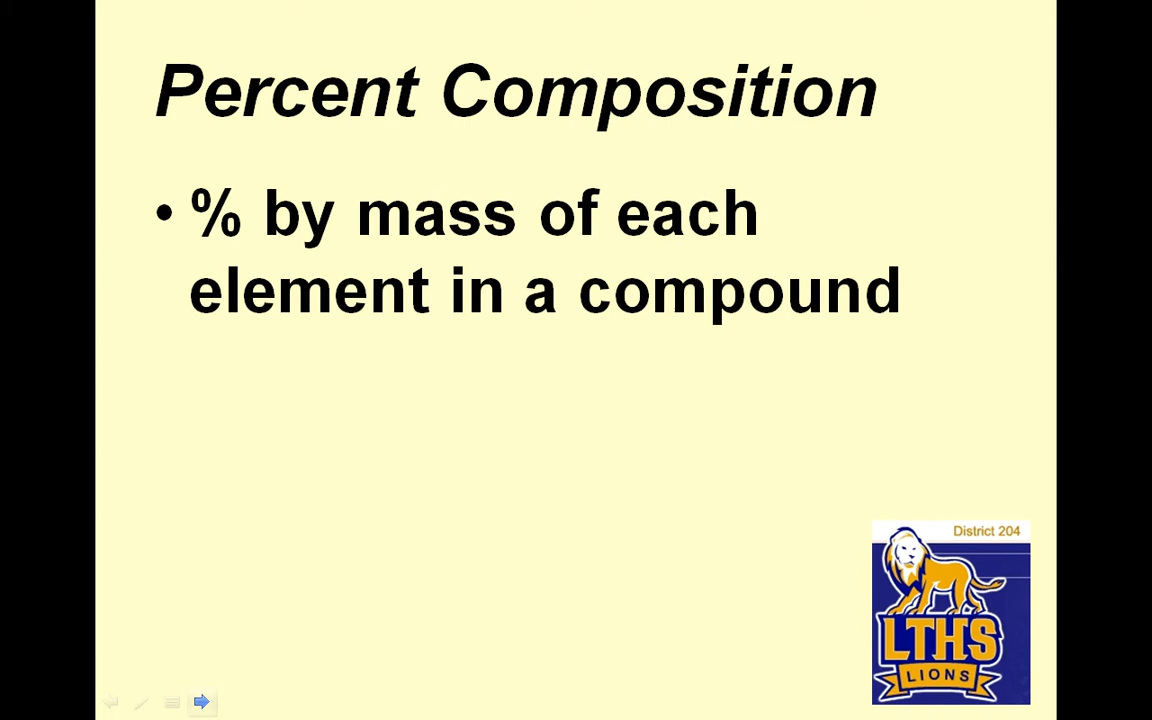 Percent Composition
• % by mass of each
element in a compound
District 204
LTHS
LIONS